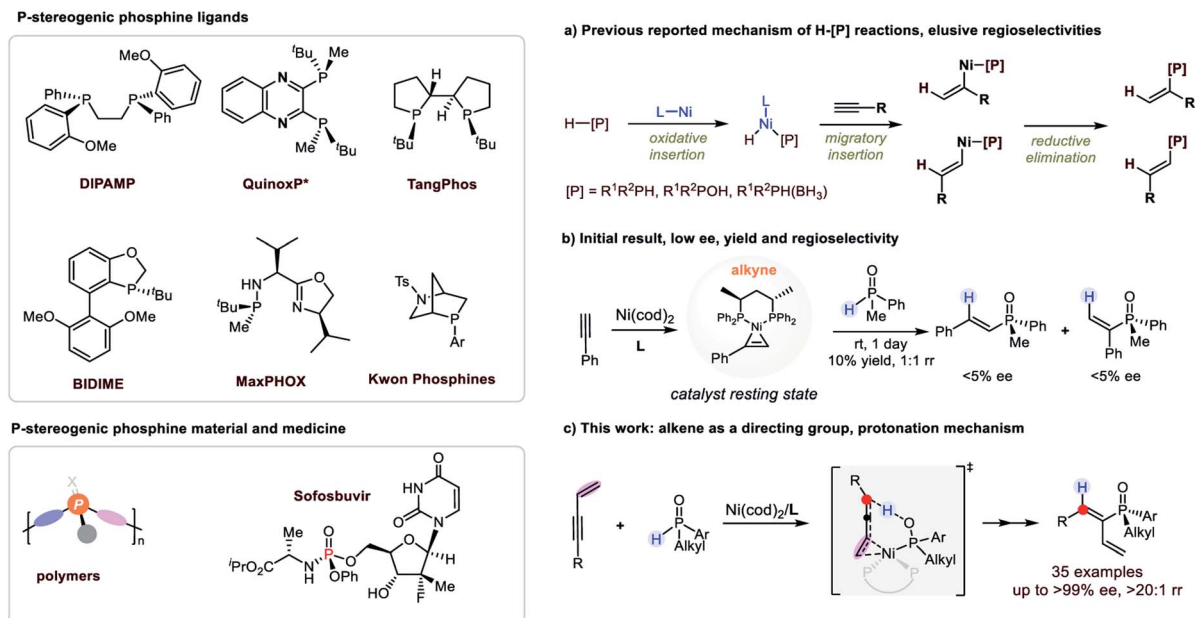 P-stereogenic phosphine ligands
MeO
Ph
P
P
Ph
OMe
DIPAMP
tBu
Me
P
N
N
P
Me
tBu
QuinoxP*
H
H
P
P
tBu
tBu
TangPhos
O
P
tBu
MeO
OMe
BIDIME
HN
O
tBu
P
N
Me
MaxPHOX
Ts
N
P
Ar
Kwon Phosphines
P-stereogenic phosphine material and medicine
X
P
n
polymers
Sofosbuvir
O
HN
O
N
Me
O
iPrO2C
N
H
P
O
OPh
O
H
HO
F
Me
a) Previous reported mechanism of H-[P] reactions, elusive regioselectivities
H—[P]
L—Ni
oxidative
insertion
L
Ni
H
[P]
R
migratory
insertion
Ni—[P]
H
R
H
Ni—[P]
R
reductive
elimination
[P]
H
R
H
[P]
R
[P] = R1R2PH, R1R2POH, R1R2PH(BH3)
b) Initial result, low ee, yield and regioselectivity
Ph
Ni(cod)2
L
alkyne
Ph2P
PPh2
Ni
Ph
catalyst resting state
O
H
P
Ph
Me
rt, 1 day
10% yield, 1:1 rr
H
O
P
Ph
Ph
Me
<5% ee
+
H
O
P
Ph
Ph
Me
<5% ee
c) This work: alkene as a directing group, protonation mechanism
R
+
O
H
P
Ar
Alkyl
Ni(cod)2/L
R
H
O
P
Ar
Ni
Alkyl
P
P
‡
H
O
R
P
Ar
Alkyl
35 examples
up to >99% ee, >20:1 rr